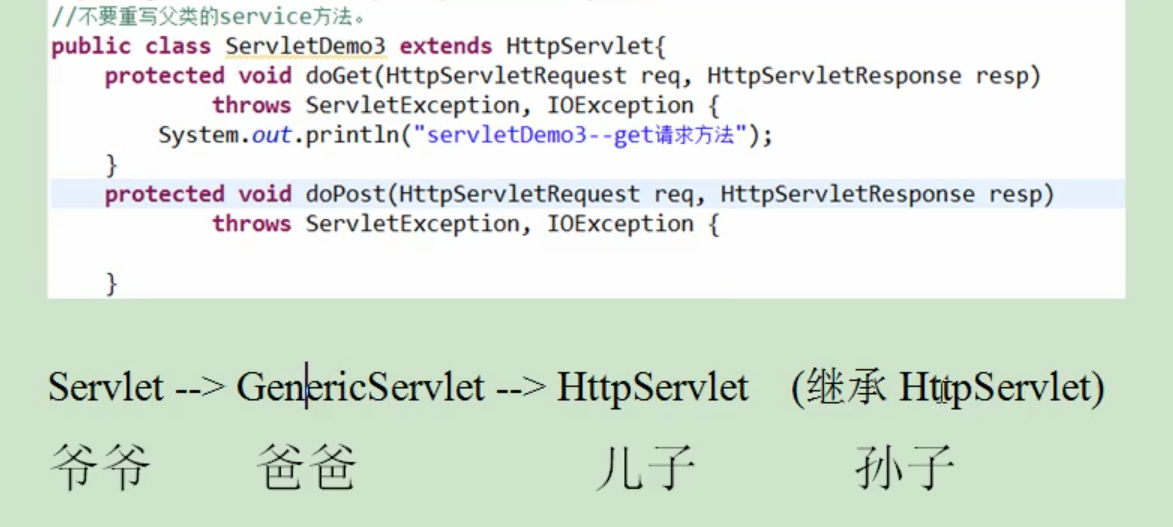 //不要重写父类的service方法。
public class ServletDemo3 extends HttpServlet{
protected void doGet(HttpServletRequest req, HttpServletResponse resp)
throws ServletException, IOException {
System.out.println("servletDemo3--get请求方法");
}
protected void doPost(HttpServletRequest req, HttpServletResponse resp)
throws ServletException, IOException {
}
Servlet --> GenericServlet --> HttpServlet (继承 HttpServlet)
爷爷 爸爸 儿子 孙子